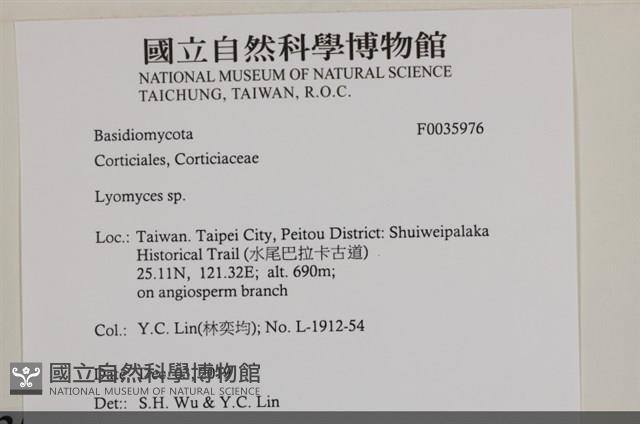 國立自然科學博物館
NATIONAL MUSEUM OF NATURAL SCIENCE
TAICHUNG, TAIWAN, R.O.C.
Basidiomycota F0035976
Corticiales, Corticiaceae
Lyomyces sp.
Loc.: Taiwan. Taipei City, Peitou District: Shuiweipalaka
Historical Trail (水尾巴拉卡古道)
25.11N, 121.32E; alt. 690m;
on angiosperm branch
Col.: Y.C. Lin(林奕均); No. L-1912-54
國立自然科學博物館
NATIONAL MUSEUM OF NATURAL SCIENCE
Det:: S.H. Wu & Y.C. Lin